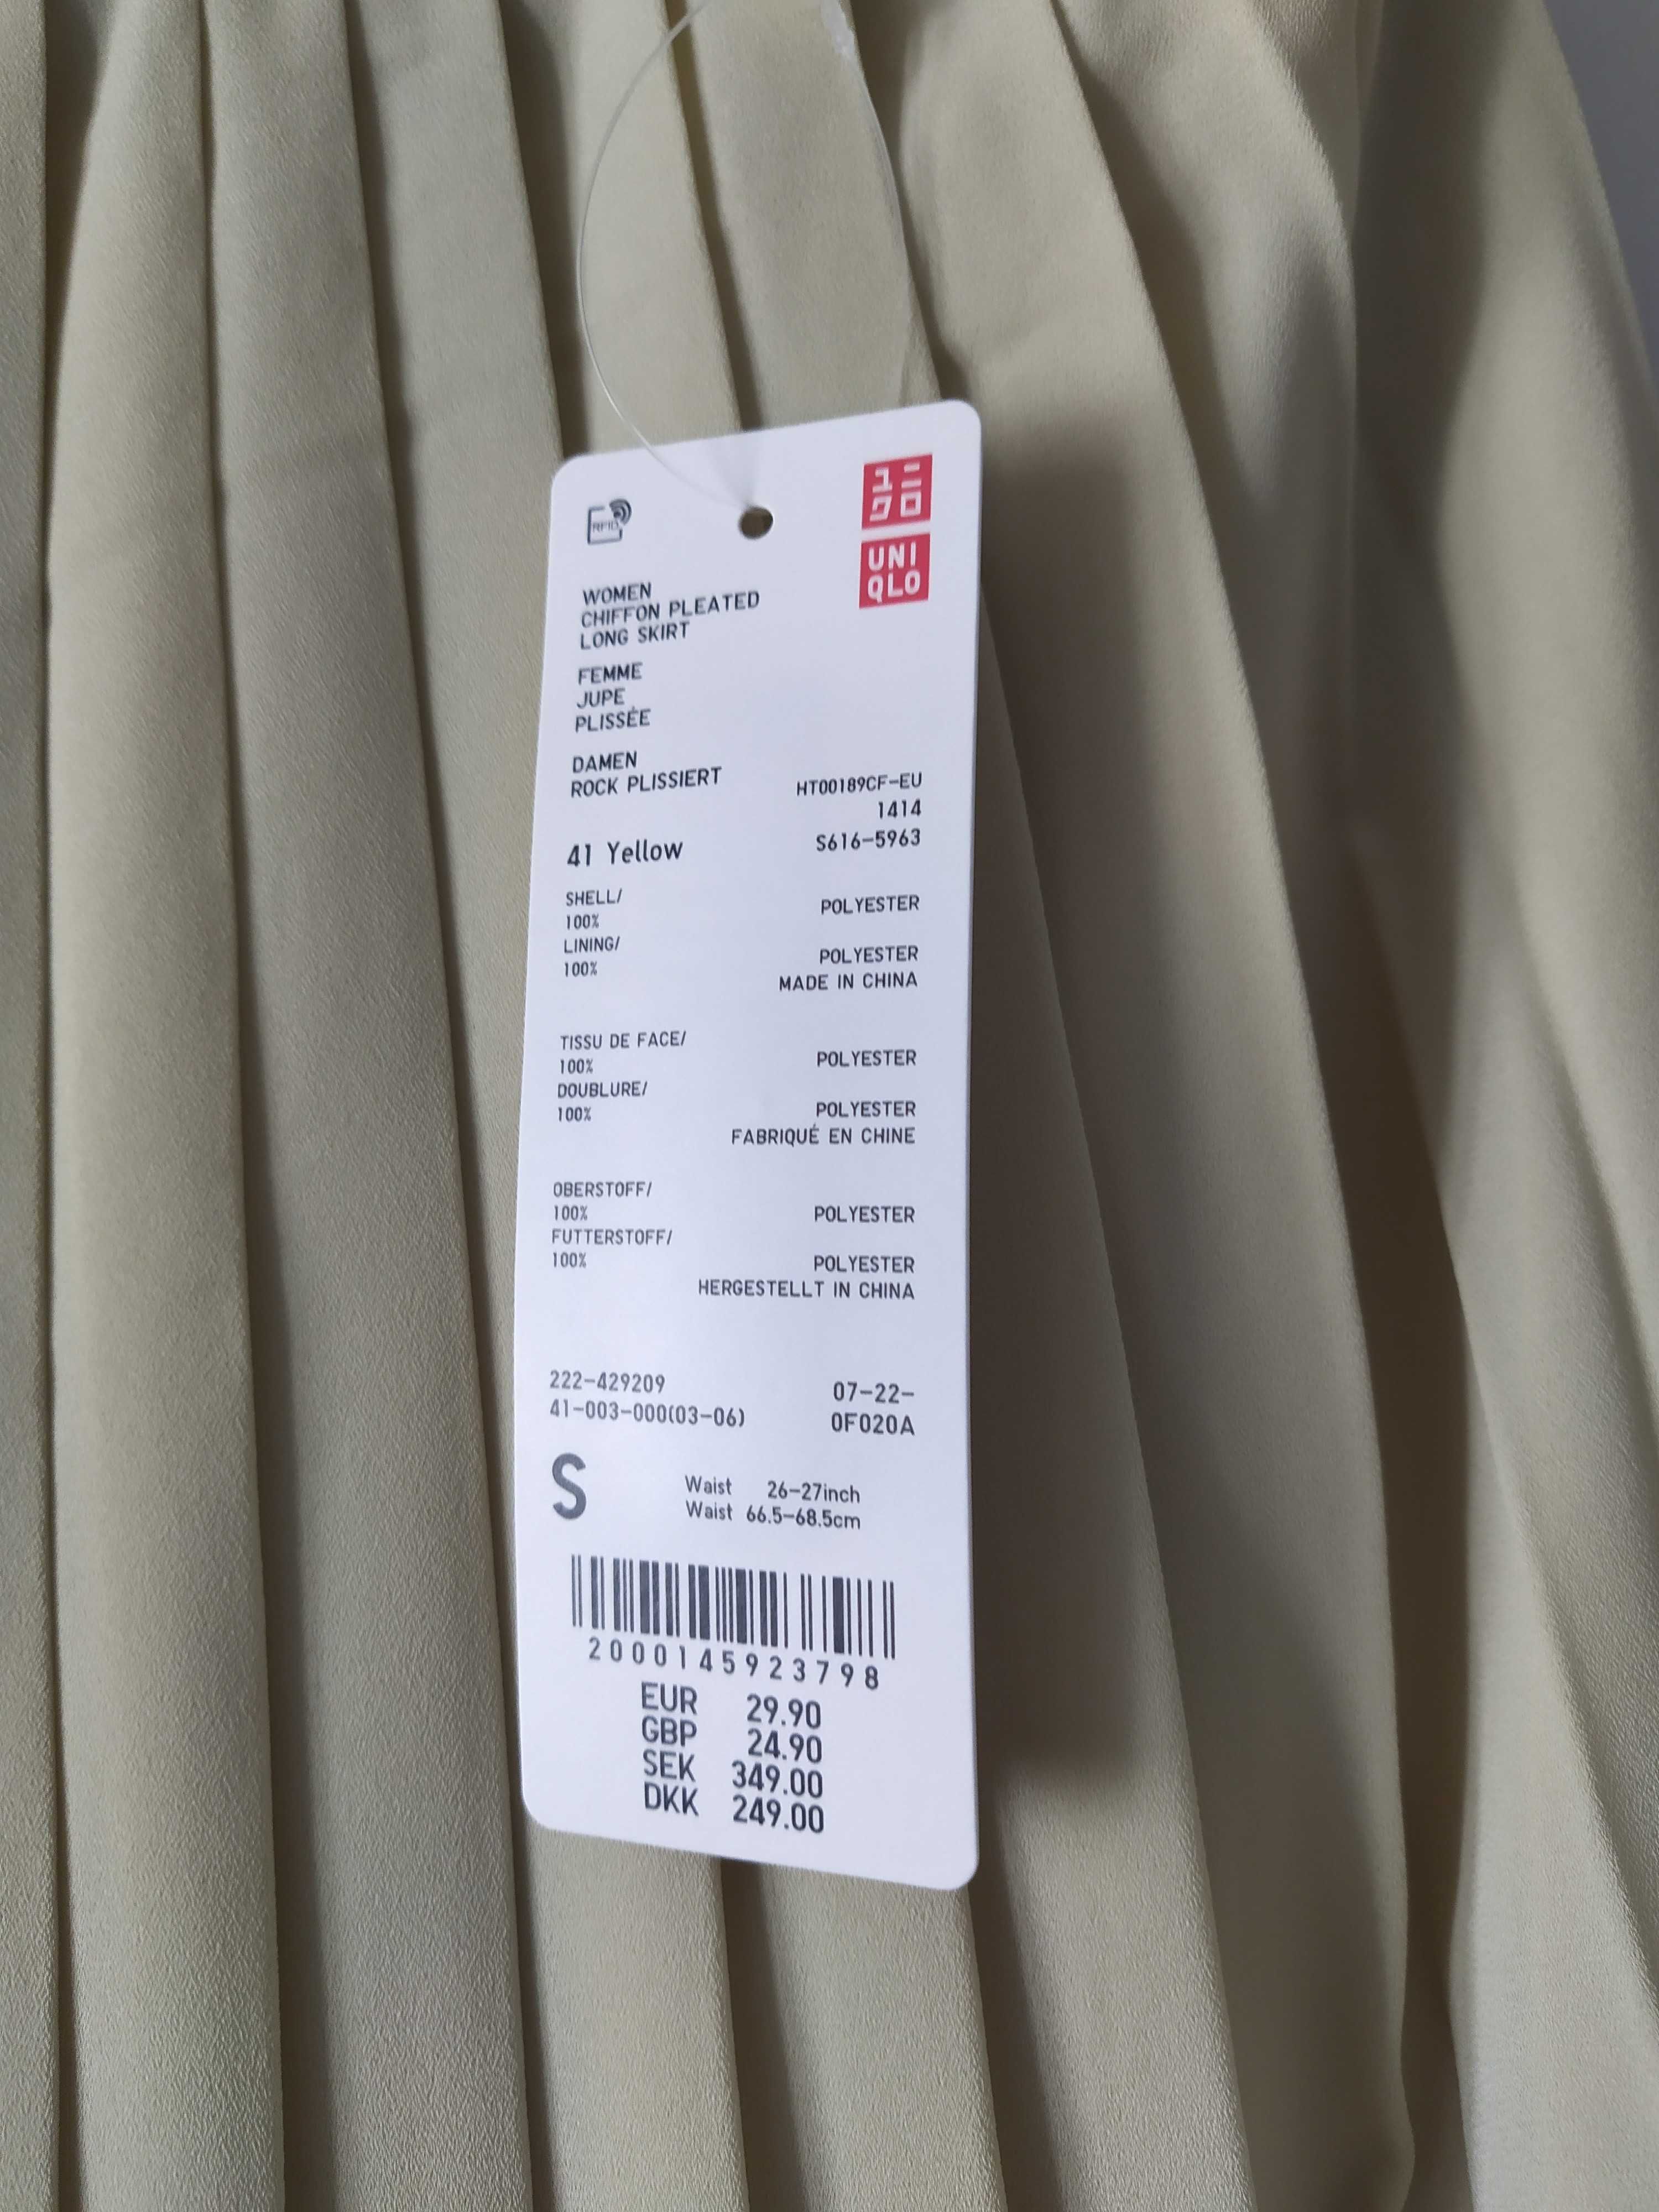 RFID
ユニ
クロ
UNI
QLO
WOMEN
CHIFFON PLEATED
LONG SKIRT
FEMME
JUPE
PLISSÉE
DAMEN
ROCK PLISSIERT
HT00189CF-EU
1414
41 Yellow
S616-5963
SHELL/
100% POLYESTER
LINING/
100% POLYESTER
MADE IN CHINA
TISSU DE FACE/
100% POLYESTER
DOUBLURE/
100% POLYESTER
FABRIQUÉ EN CHINE
OBERSTOFF/
100% POLYESTER
FUTTERSTOFF/
100% POLYESTER
HERGESTELLT IN CHINA
222-429209 07-22-
41-003-000(03-06) 0F020A
S
Waist 26-27inch
Waist 66.5-68.5cm
2000145923798
EUR 29.90
GBP 24.90
SEK 349.00
DKK 249.00